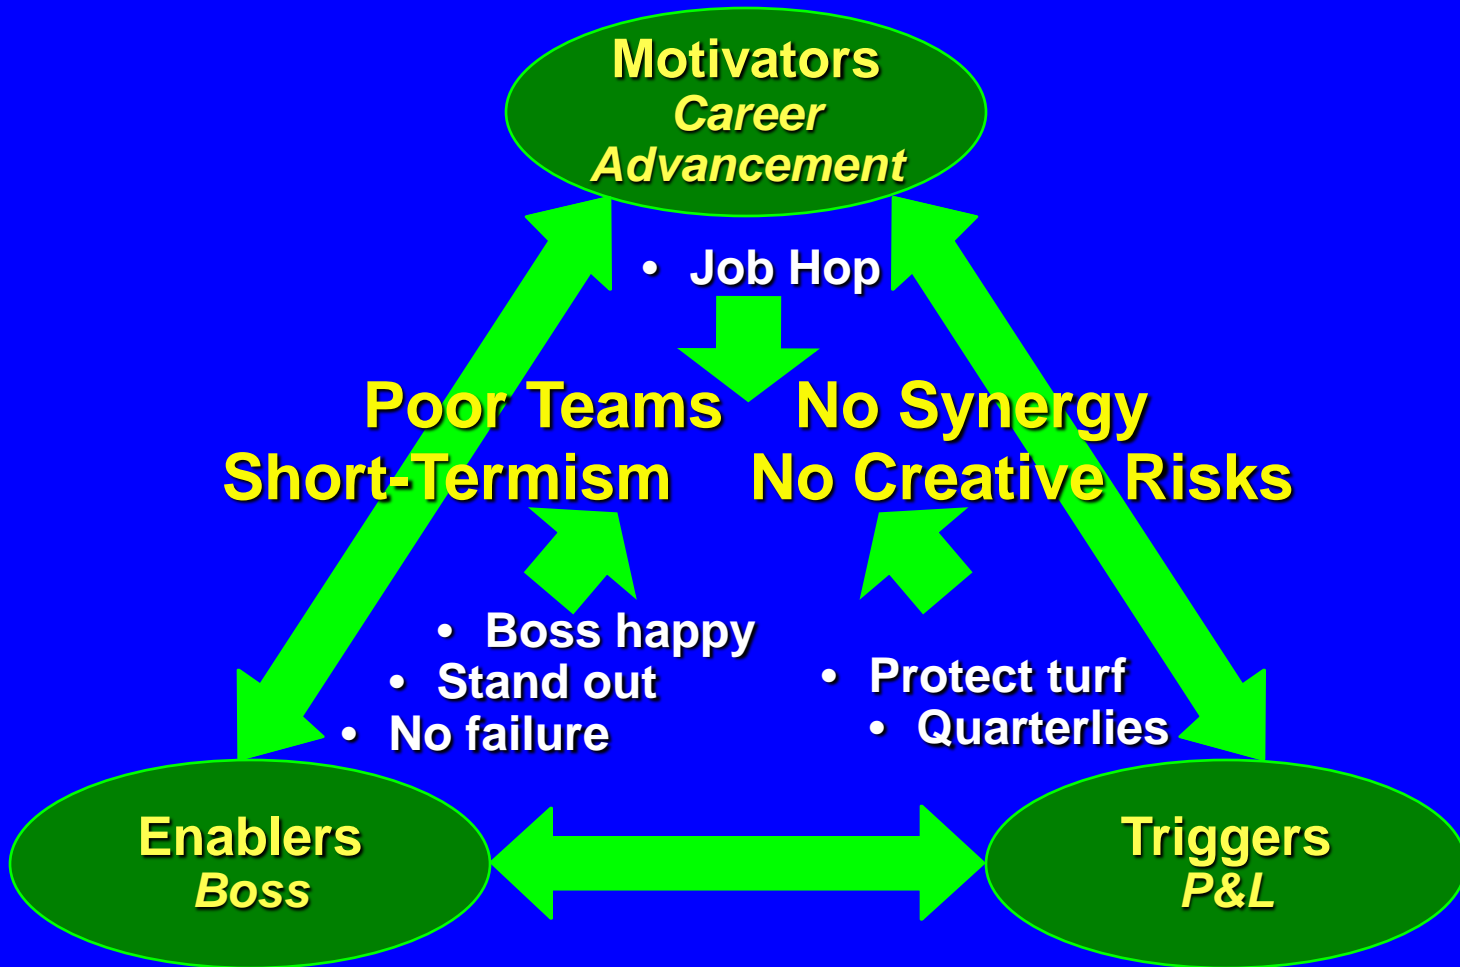 Motivators
Career
Advancement
• Job Hop
Poor Teams No Synergy
Short-Termism No Creative Risks
• Boss happy
• Stand out
• No failure
• Protect turf
• Quarterlies
Enablers
Boss
Triggers
P&L